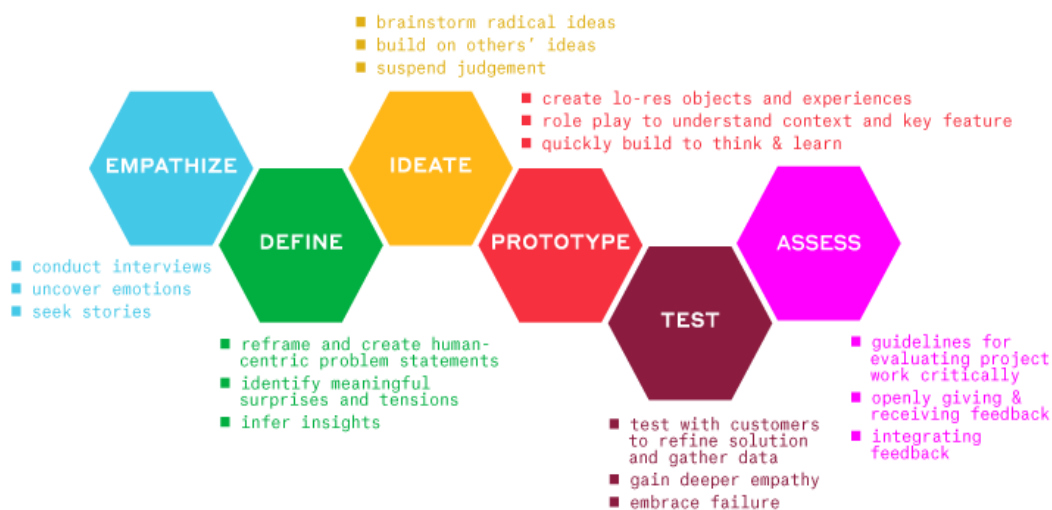 ■ brainstorm radical ideas
■ build on others' ideas
■ suspend judgement
■ create lo-res objects and experiences
■ role play to understand context and key feature
■ quickly build to think & learn
EMPATHIZE
IDEATE
DEFINE
PROTOTYPE
ASSESS
■ conduct interviews
■ uncover emotions
■ seek stories
TEST
■ reframe and create human-
centric problem statements
■ identify meaningful
surprises and tensions
■ infer insights
■ guidelines for
evaluating project
work critically
■ openly giving &
receiving feedback
■ integrating
feedback
■ test with customers
to refine solution
and gather data
■ gain deeper empathy
■ embrace failure